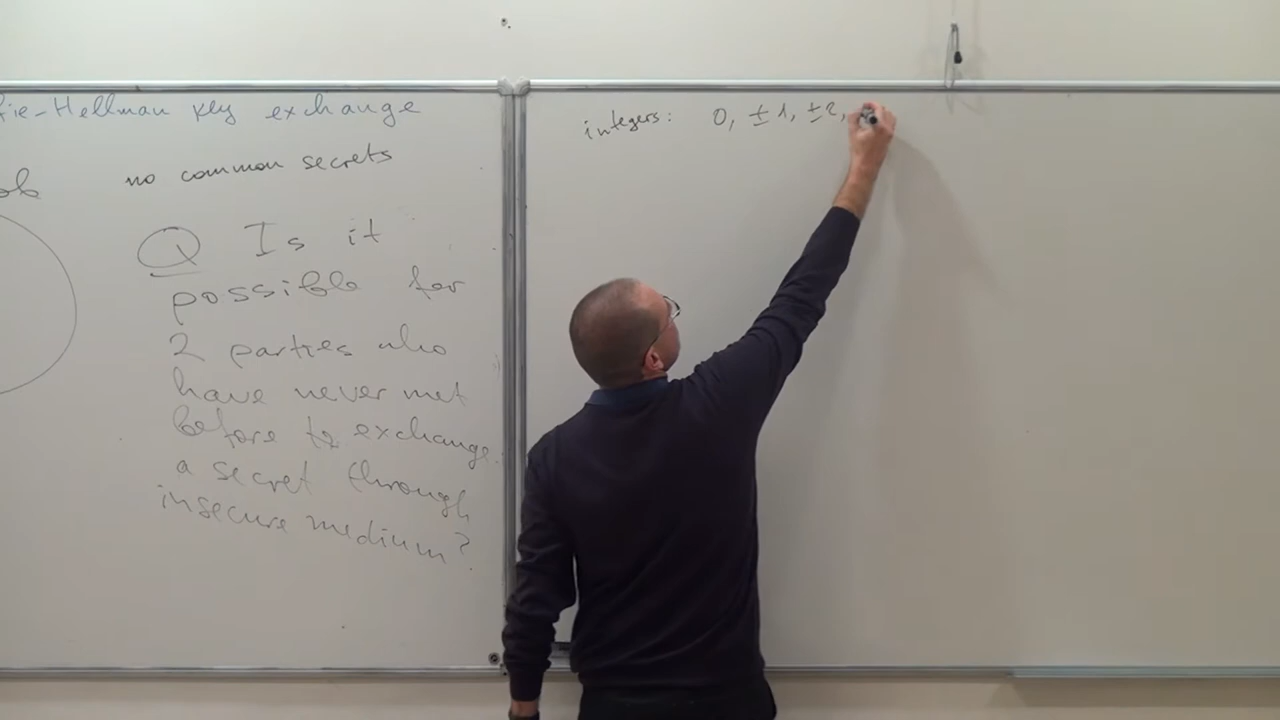 fie-Hellman key exchange
ob
no common secrets
Q Is it
possible for
2 parties who
have never met
before to exchange
a secret through
insecure medium?
integers: 0, ±1, ±2,